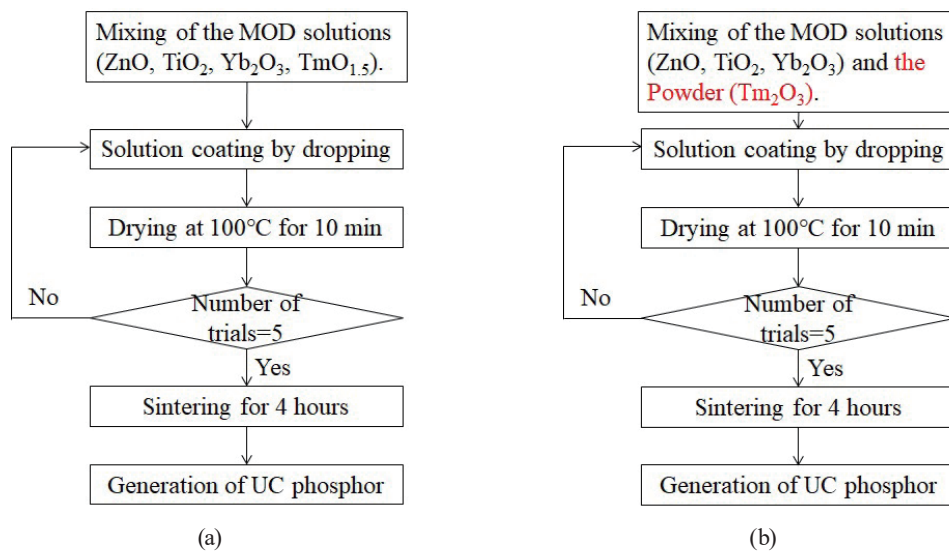 Mixing of the MOD solutions
(ZnO, TiO₂, Yb₂O₃, TmO₁.₅).
Solution coating by dropping
Drying at 100°C for 10 min
No
Number of
trials=5
Yes
Sintering for 4 hours
Generation of UC phosphor
(a)
Mixing of the MOD solutions
(ZnO, TiO₂, Yb₂O₃) and the
Powder (Tm₂O₃).
Solution coating by dropping
Drying at 100°C for 10 min
No
Number of
trials=5
Yes
Sintering for 4 hours
Generation of UC phosphor
(b)